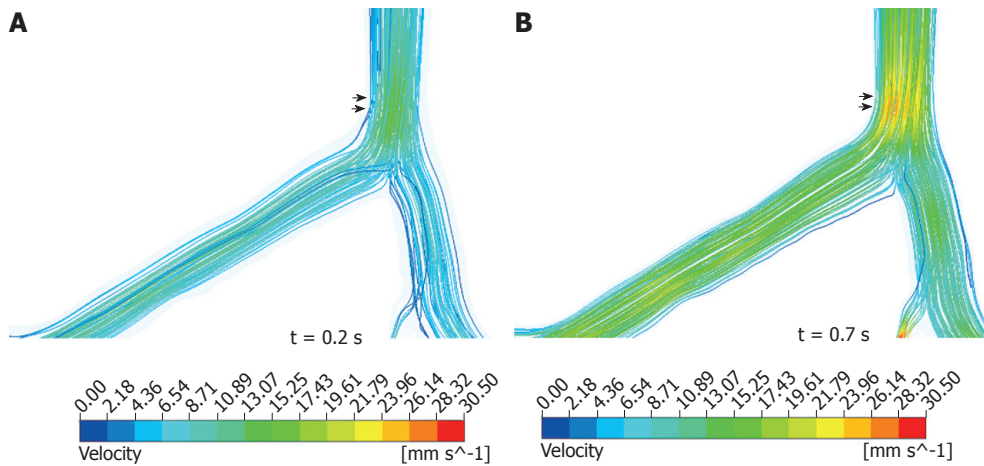 A
B
t = 0.2 s
t = 0.7 s
0.00 2.18 4.36 6.54 8.71 10.89 13.07 15.25 17.43 19.61 21.79 23.96 26.14 28.32 30.50
Velocity [mm s^-1]
0.00 2.18 4.36 6.54 8.71 10.89 13.07 15.25 17.43 19.61 21.79 23.96 26.14 28.32 30.50
Velocity [mm s^-1]